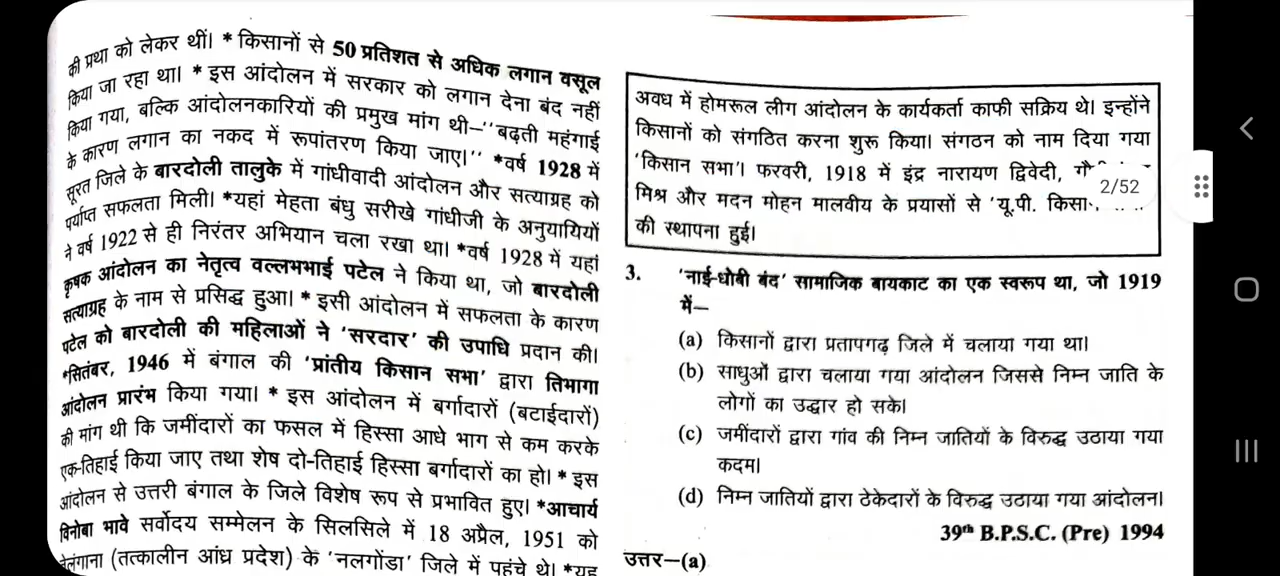 की प्रथा को लेकर थीं। * किसानों से 50 प्रतिशत से अधिक लगान वसूल
किया जा रहा था। * इस आंदोलन में सरकार को लगान देना बंद नहीं
किया गया, बल्कि आंदोलनकारियों की प्रमुख मांग थी–''बढ़ती महंगाई
के कारण लगान का नकद में रूपांतरण किया जाए।'' *वर्ष 1928 में
सूरत जिले के बारदोली तालुके में गांधीवादी आंदोलन और सत्याग्रह को
पर्याप्त सफलता मिली। *यहां मेहता बंधु सरीखे गांधीजी के अनुयायियों
ने वर्ष 1922 से ही निरंतर अभियान चला रखा था। *वर्ष 1928 में यहां
कृषक आंदोलन का नेतृत्व वल्लभभाई पटेल ने किया था, जो बारदोली
सत्याग्रह के नाम से प्रसिद्ध हुआ। * इसी आंदोलन में सफलता के कारण
पटेल को बारदोली की महिलाओं ने 'सरदार' की उपाधि प्रदान की।
*सितंबर, 1946 में बंगाल की 'प्रांतीय किसान सभा' द्वारा तिभागा
आंदोलन प्रारंभ किया गया। * इस आंदोलन में बर्गादारों (बटाईदारों)
की मांग थी कि जमींदारों का फसल में हिस्सा आधे भाग से कम करके
एक-तिहाई किया जाए तथा शेष दो-तिहाई हिस्सा बर्गादारों का हो। * इस
आंदोलन से उत्तरी बंगाल के जिले विशेष रूप से प्रभावित हुए। *आचार्य
विनोबा भावे सर्वोदय सम्मेलन के सिलसिले में 18 अप्रैल, 1951 को
तेलंगाना (तत्कालीन आंध्र प्रदेश) के 'नलगोंडा' जिले में पहुंचे थे। *यह
अवध में होमरूल लीग आंदोलन के कार्यकर्ता काफी सक्रिय थे। इन्होंने
किसानों को संगठित करना शुरू किया। संगठन को नाम दिया गया
'किसान सभा'। फरवरी, 1918 में इंद्र नारायण द्विवेदी,
2/52
मिश्र और मदन मोहन मालवीय के प्रयासों से 'यू.पी.
की स्थापना हुई।
3. 'नाई-धोबी बंद' सामाजिक बायकाट का एक स्वरूप था, जो 1919
में–
(a) किसानों द्वारा प्रतापगढ़ जिले में चलाया गया था।
(b) साधुओं द्वारा चलाया गया आंदोलन जिससे निम्न जाति के
लोगों का उद्धार हो सके।
(c) जमींदारों द्वारा गांव की निम्न जातियों के विरुद्ध उठाया गया
कदम।
(d) निम्न जातियों द्वारा ठेकेदारों के विरुद्ध उठाया गया आंदोलन।
39th B.P.S.C. (Pre) 1994
उत्तर–(a)